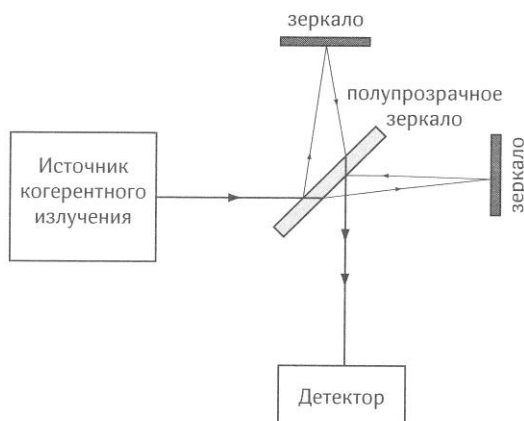 зеркало
полупрозрачное
зеркало
зеркало
Источник
когерентного
излучения
Детектор